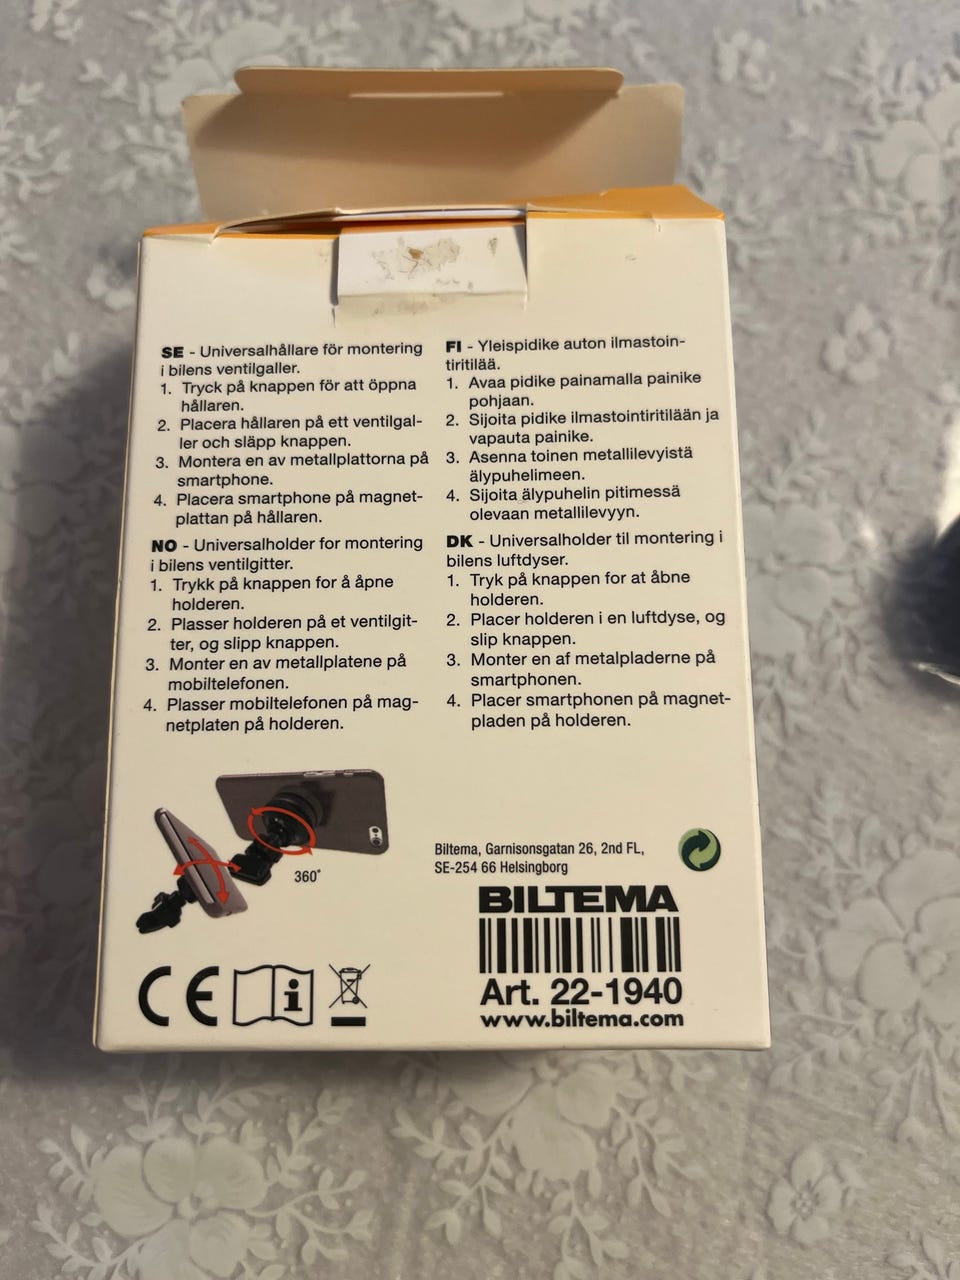 SE - Universalhållare för montering
i bilens ventilgaller.
1. Tryck på knappen för att öppna
hållaren.
2. Placera hållaren på ett ventilgal-
ler och släpp knappen.
3. Montera en av metallplattorna på
smartphone.
4. Placera smartphone på magnet-
plattan på hållaren.
FI - Yleispidike auton ilmastoin-
tiritilää.
1. Avaa pidike painamalla painike
pohjaan.
2. Sijoita pidike ilmastointiritilään ja
vapauta painike.
3. Asenna toinen metallilevyistä
älypuhelimeen.
4. Sijoita älypuhelin pitimessä
olevaan metallilevyyn.
NO - Universalholder for montering
i bilens ventilgitter.
1. Trykk på knappen for å åpne
holderen.
2. Plasser holderen på et ventilgit-
ter, og slipp knappen.
3. Monter en av metallplatene på
mobiltelefonen.
4. Plasser mobiltelefonen på mag-
netplaten på holderen.
DK - Universalholder til montering i
bilens luftdyser.
1. Tryk på knappen for at åbne
holderen.
2. Placer holderen i en luftdyse, og
slip knappen.
3. Monter en af metalpladerne på
smartphonen.
4. Placer smartphonen på magnet-
pladen på holderen.
360°
Biltema, Garnisonsgatan 26, 2nd FL,
SE-254 66 Helsingborg
BILTEMA
Art. 22-1940
www.biltema.com
CE
i